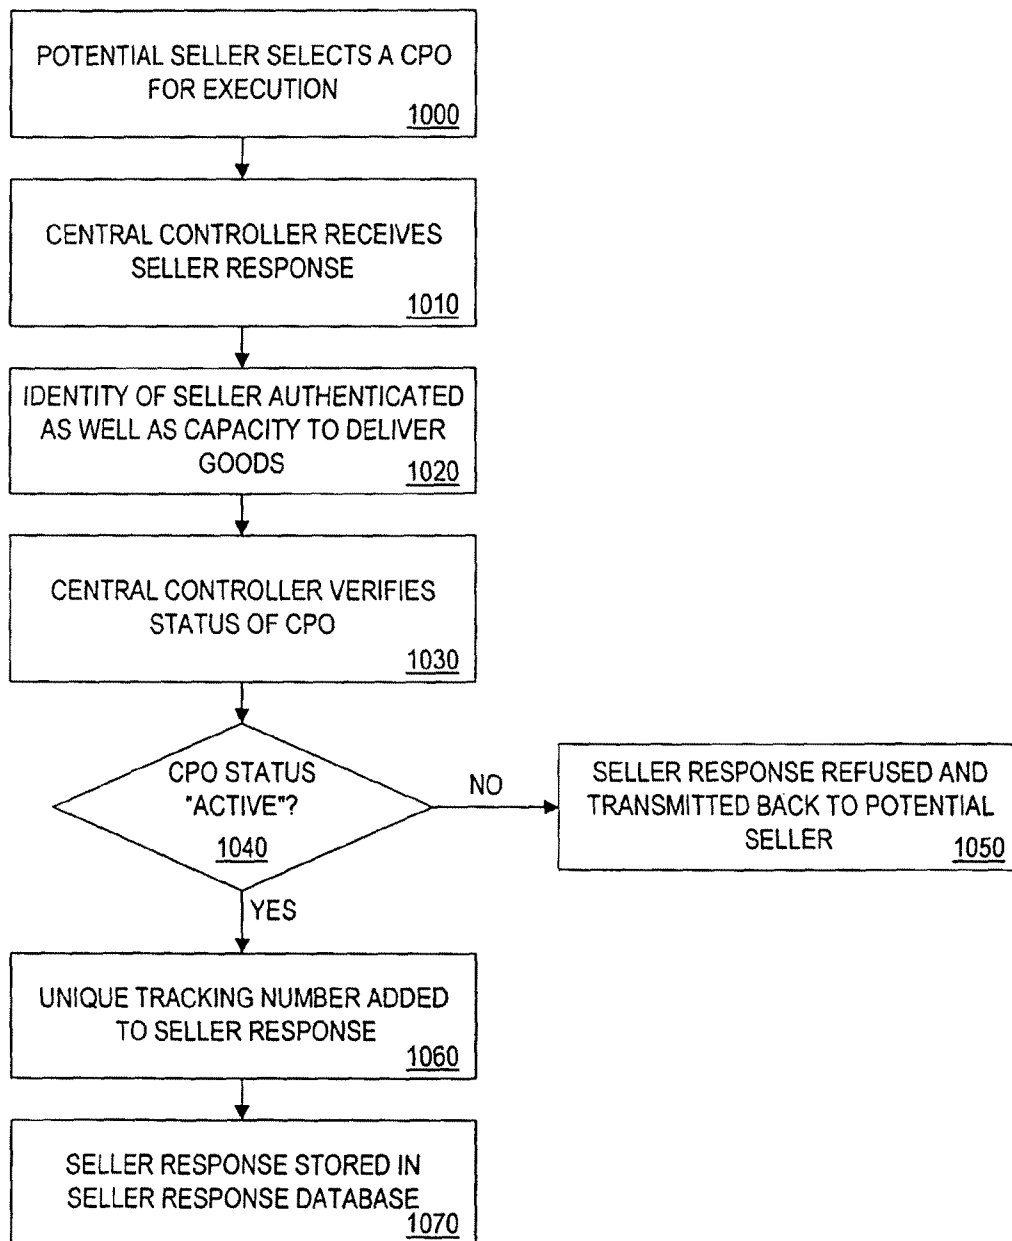 POTENTIAL SELLER SELECTS A CPO
FOR EXECUTION
1000
CENTRAL CONTROLLER RECEIVES
SELLER RESPONSE
1010
IDENTITY OF SELLER AUTHENTICATED
AS WELL AS CAPACITY TO DELIVER
GOODS
1020
CENTRAL CONTROLLER VERIFIES
STATUS OF CPO
1030
CPO STATUS
"ACTIVE"?
1040
NO
SELLER RESPONSE REFUSED AND
TRANSMITTED BACK TO POTENTIAL
SELLER
1050
YES
UNIQUE TRACKING NUMBER ADDED
TO SELLER RESPONSE
1060
SELLER RESPONSE STORED IN
SELLER RESPONSE DATABASE
1070